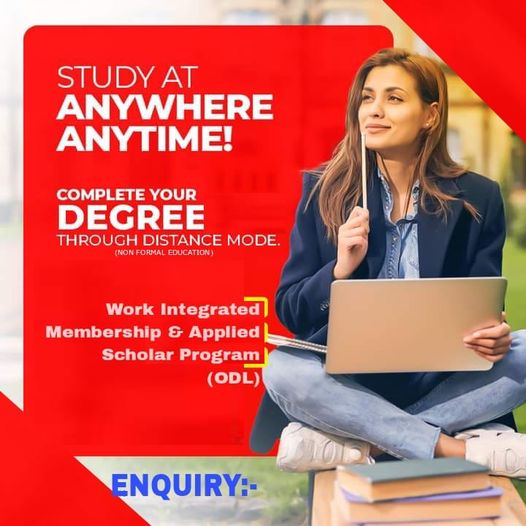 STUDY AT
ANYWHERE
ANYTIME!
COMPLETE YOUR
DEGREE
THROUGH DISTANCE MODE.
(NON FORMAL EDUCATION)
Work Integrated
Membership & Applied
Scholar Program
(ODL)
ENQUIRY:-